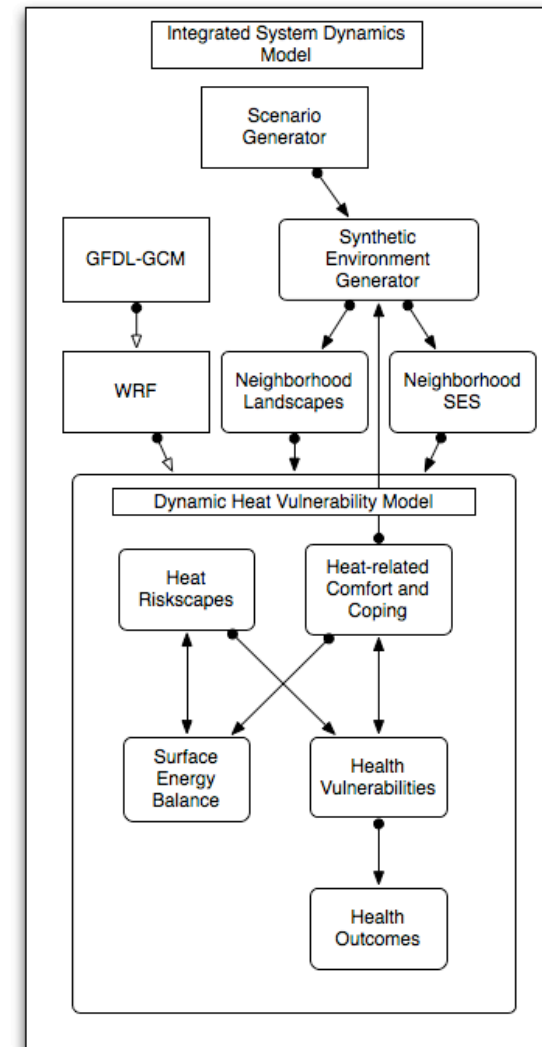 Integrated System Dynamics
Model
Scenario
Generator
GFDL-GCM
Synthetic
Environment
Generator
WRF
Neighborhood
Landscapes
Neighborhood
SES
Dynamic Heat Vulnerability Model
Heat
Riskscapes
Heat-related
Comfort and
Coping
Surface
Energy
Balance
Health
Vulnerabilities
Health
Outcomes